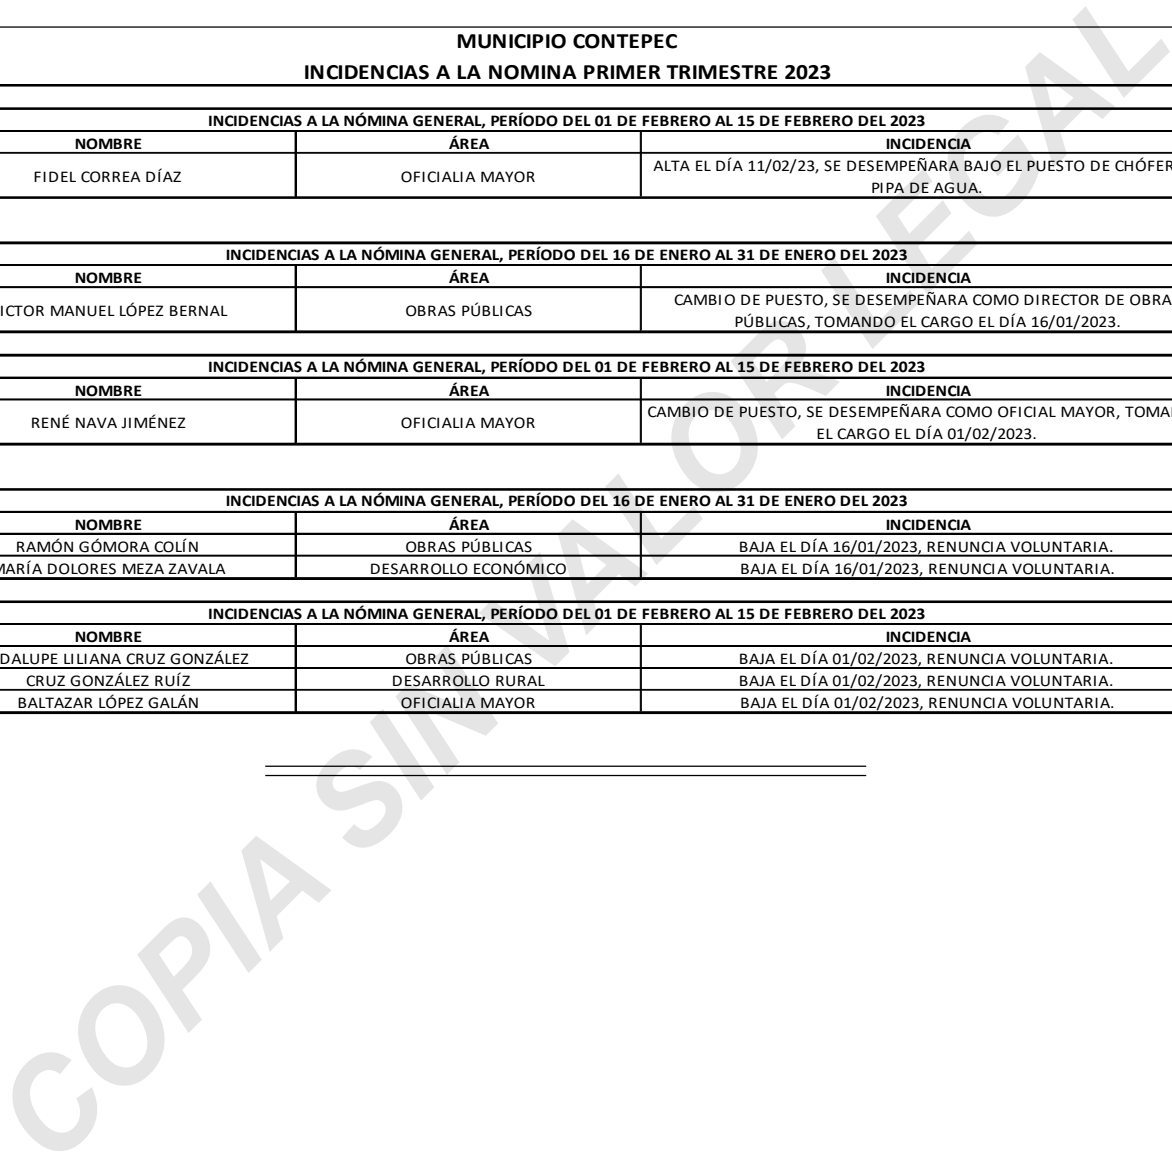 MUNICIPIO CONTEPEC
INCIDENCIAS A LA NOMINA PRIMER TRIMESTRE 2023
INCIDENCIAS A LA NÓMINA GENERAL, PERÍODO DEL 01 DE FEBRERO AL 15 DE FEBRERO DEL 2023
NOMBRE ÁREA INCIDENCIA
FIDEL CORREA DÍAZ OFICIALIA MAYOR ALTA EL DÍA 11/02/23, SE DESEMPEÑARA BAJO EL PUESTO DE CHÓFER
PIPA DE AGUA.
INCIDENCIAS A LA NÓMINA GENERAL, PERÍODO DEL 16 DE ENERO AL 31 DE ENERO DEL 2023
NOMBRE ÁREA INCIDENCIA
ICTOR MANUEL LÓPEZ BERNAL OBRAS PÚBLICAS CAMBIO DE PUESTO, SE DESEMPEÑARA COMO DIRECTOR DE OBRA
PÚBLICAS, TOMANDO EL CARGO EL DÍA 16/01/2023.
INCIDENCIAS A LA NÓMINA GENERAL, PERÍODO DEL 01 DE FEBRERO AL 15 DE FEBRERO DEL 2023
NOMBRE ÁREA INCIDENCIA
RENÉ NAVA JIMÉNEZ OFICIALIA MAYOR CAMBIO DE PUESTO, SE DESEMPEÑARA COMO OFICIAL MAYOR, TOMA
EL CARGO EL DÍA 01/02/2023.
INCIDENCIAS A LA NÓMINA GENERAL, PERÍODO DEL 16 DE ENERO AL 31 DE ENERO DEL 2023
NOMBRE ÁREA INCIDENCIA
RAMÓN GÓMORA COLÍN OBRAS PÚBLICAS BAJA EL DÍA 16/01/2023, RENUNCIA VOLUNTARIA.
MARÍA DOLORES MEZA ZAVALA DESARROLLO ECONÓMICO BAJA EL DÍA 16/01/2023, RENUNCIA VOLUNTARIA.
INCIDENCIAS A LA NÓMINA GENERAL, PERÍODO DEL 01 DE FEBRERO AL 15 DE FEBRERO DEL 2023
NOMBRE ÁREA INCIDENCIA
DALUPE LILIANA CRUZ GONZÁLEZ OBRAS PÚBLICAS BAJA EL DÍA 01/02/2023, RENUNCIA VOLUNTARIA.
CRUZ GONZÁLEZ RUÍZ DESARROLLO RURAL BAJA EL DÍA 01/02/2023, RENUNCIA VOLUNTARIA.
BALTAZAR LÓPEZ GALÁN OFICIALIA MAYOR BAJA EL DÍA 01/02/2023, RENUNCIA VOLUNTARIA.
COPIA SIN VALOR LEGAL